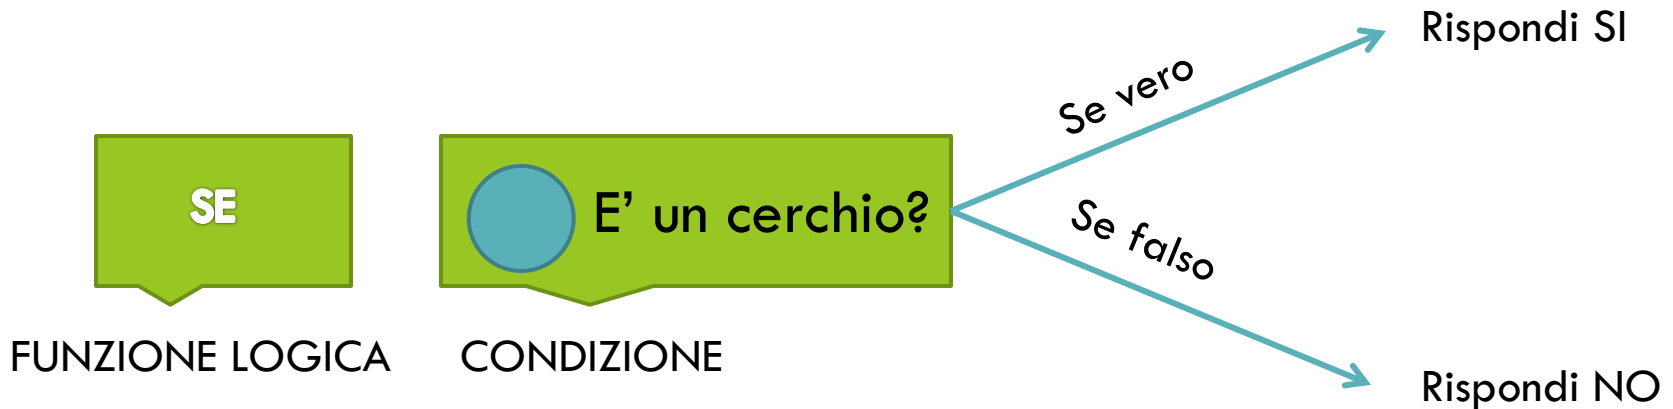 SE
FUNZIONE LOGICA
E’ un cerchio?
CONDIZIONE
Se vero
Rispondi SI
Se falso
Rispondi NO